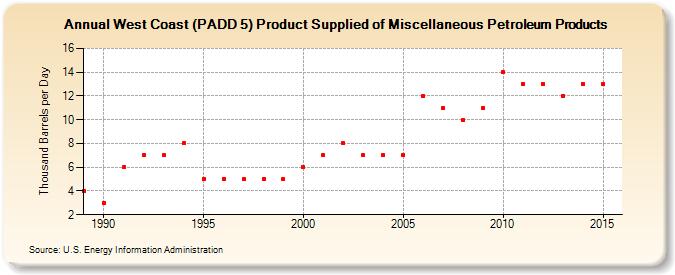 Annual West Coast (PADD 5) Product Supplied of Miscellaneous Petroleum Products
Thousand Barrels per Day
16
14
12
10
8
6
4
2
1990 1995 2000 2005 2010 2015
Source: U.S. Energy Information Administration